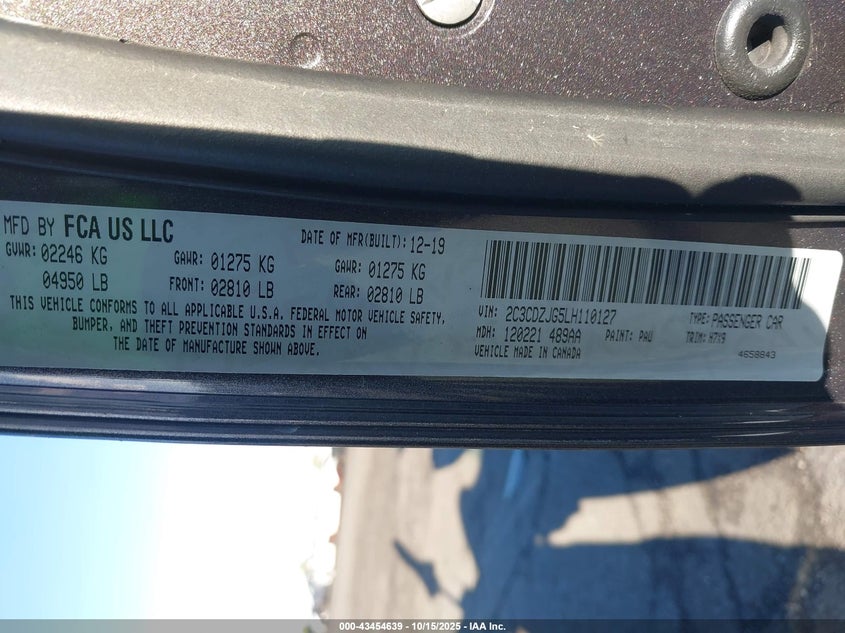 MFD BY FCA US LLC
DATE OF MFR(BUILT): 12-19
GVWR: 02246 KG
GAWR: 01275 KG
GAWR: 01275 KG
04950 LB
FRONT: 02810 LB
REAR: 02810 LB
THIS VEHICLE CONFORMS TO ALL APPLICABLE U.S.A. FEDERAL MOTOR VEHICLE SAFETY,
BUMPER, AND THEFT PREVENTION STANDARDS IN EFFECT ON
THE DATE OF MANUFACTURE SHOWN ABOVE.
VIN: 2C3CDZJG5LH110127
TYPE: PASSENGER CAR
MDH: 120221 489AA
PAINT: PAU
TRIM: H7X9
VEHICLE MADE IN CANADA
4658843
000-43454639 - 10/15/2025 - IAA Inc.